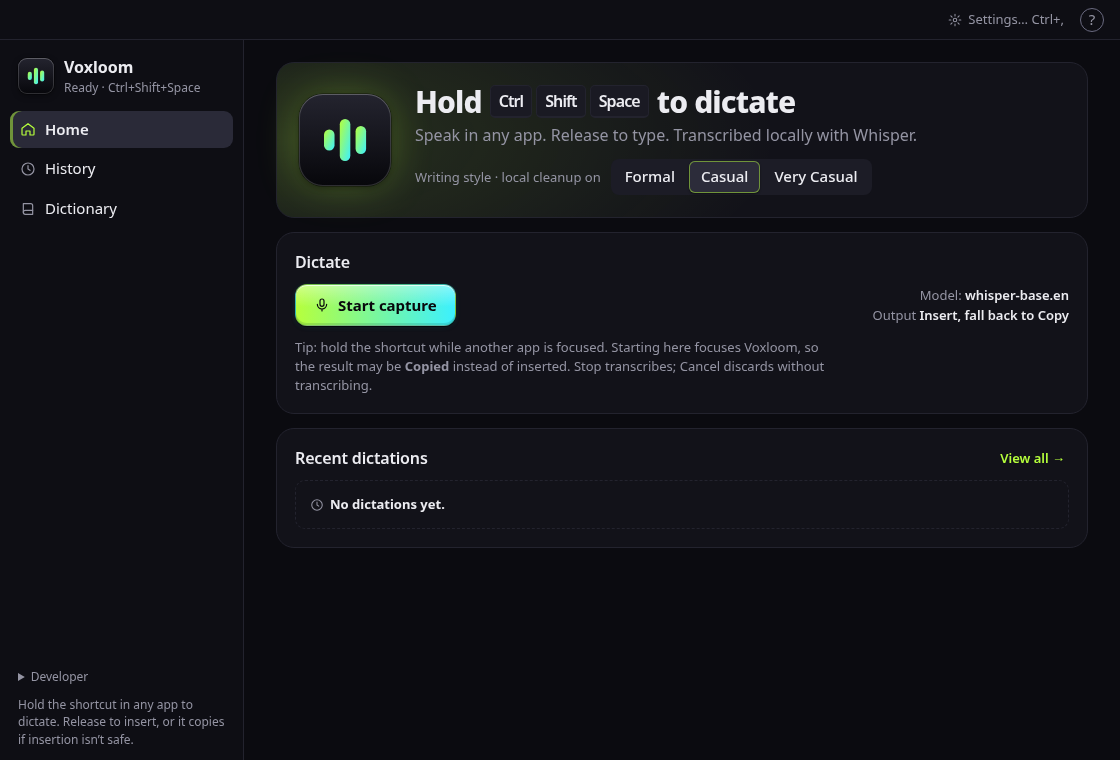 Settings... Ctrl+,
?
Voxloom
Ready · Ctrl+Shift+Space
Home
History
Dictionary
Hold Ctrl Shift Space to dictate
Speak in any app. Release to type. Transcribed locally with Whisper.
Writing style · local cleanup on Formal Casual Very Casual
Dictate
Start capture
Model: whisper-base.en
Output Insert, fall back to Copy
Tip: hold the shortcut while another app is focused. Starting here focuses Voxloom, so
the result may be Copied instead of inserted. Stop transcribes; Cancel discards without
transcribing.
Recent dictations
View all →
No dictations yet.
Developer
Hold the shortcut in any app to
dictate. Release to insert, or it copies
if insertion isn't safe.